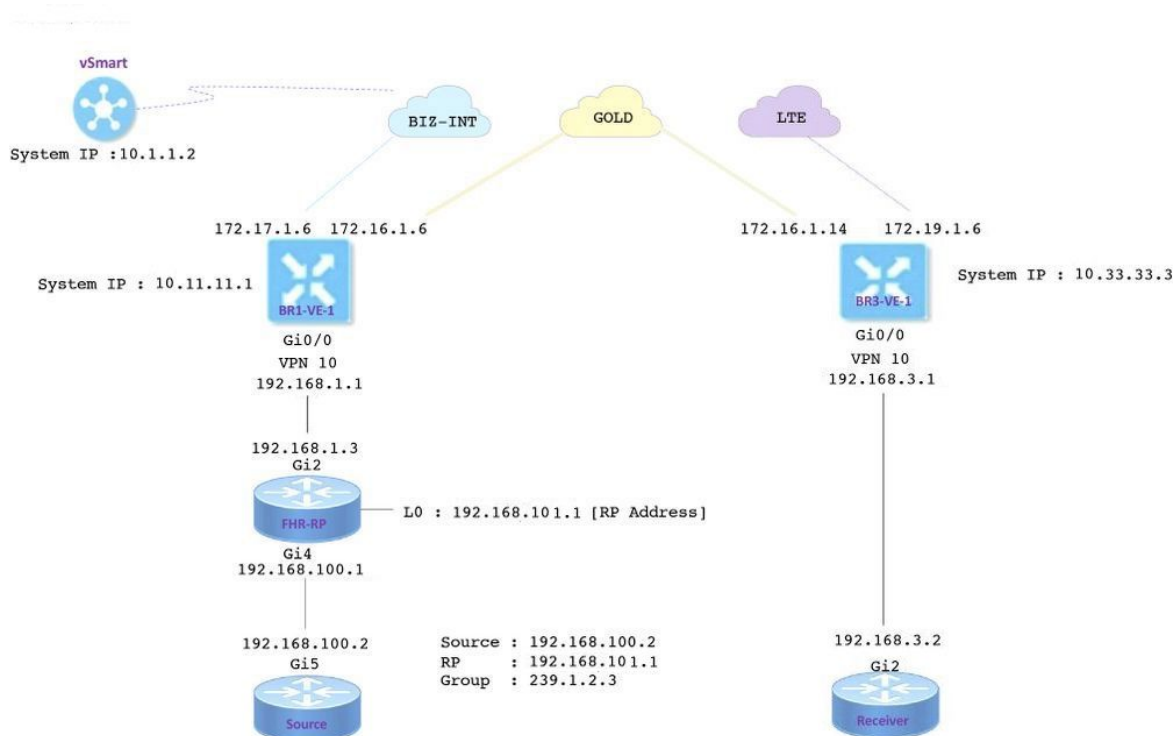 vSmart
BIZ-INT
GOLD
LTE
System IP :10.1.1.2
172.17.1.6 172.16.1.6
172.16.1.14 172.19.1.6
System IP : 10.11.11.1
System IP : 10.33.33.3
BR1-VE-1
BR3-VE-1
Gi0/0
VPN 10
192.168.1.1
Gi0/0
VPN 10
192.168.3.1
192.168.1.3
Gi2
FHR-RP
L0 : 192.168.101.1 [RP Address]
Gi4
192.168.100.1
192.168.100.2
Gi5
Source
Source : 192.168.100.2
RP : 192.168.101.1
Group : 239.1.2.3
192.168.3.2
Gi2
Receiver